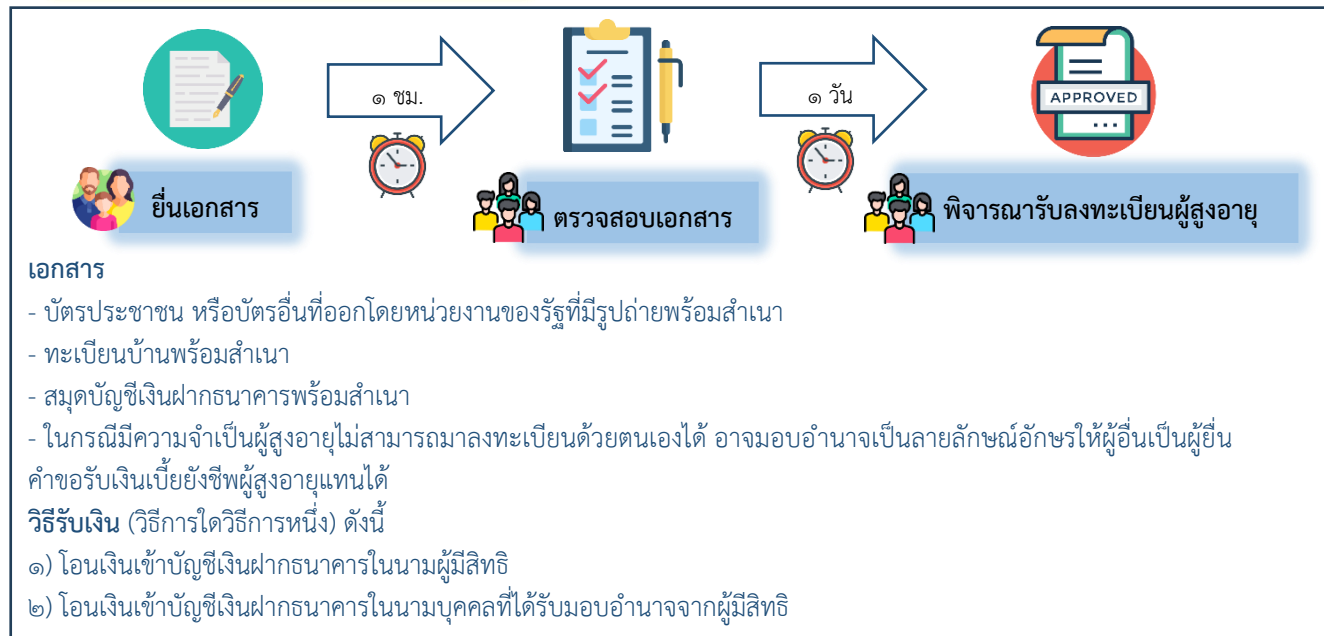 ๑ ชม.
๑ วัน
APPROVED
ยื่นเอกสาร
ตรวจสอบเอกสาร
พิจารณารับลงทะเบียนผู้สูงอายุ
เอกสาร
- บัตรประชาชน หรือบัตรอื่นที่ออกโดยหน่วยงานของรัฐที่มีรูปถ่ายพร้อมสำเนา
- ทะเบียนบ้านพร้อมสำเนา
- สมุดบัญชีเงินฝากธนาคารพร้อมสำเนา
- ในกรณีมีความจำเป็นผู้สูงอายุไม่สามารถมาลงทะเบียนด้วยตนเองได้ อาจมอบอำนาจเป็นลายลักษณ์อักษรให้ผู้อื่นเป็นผู้ยื่น
คำขอรับเงินเบี้ยยังชีพผู้สูงอายุแทนได้
วิธีรับเงิน (วิธีการใดวิธีการหนึ่ง) ดังนี้
๑) โอนเงินเข้าบัญชีเงินฝากธนาคารในนามผู้มีสิทธิ
๒) โอนเงินเข้าบัญชีเงินฝากธนาคารในนามบุคคลที่ได้รับมอบอำนาจจากผู้มีสิทธิ